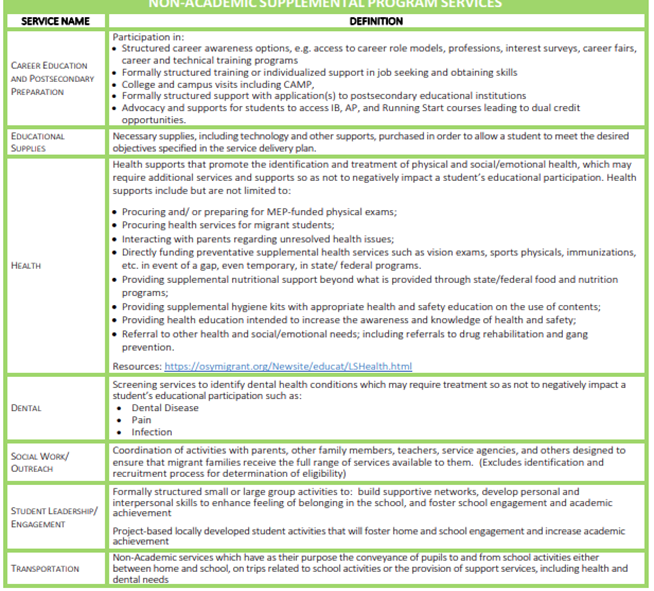 NON-ACADEMIC SUPPLEMENTAL PROGRAM SERVICES
SERVICE NAME
DEFINITION
CAREER EDUCATION
AND POSTSECONDARY
PREPARATION
Participation in:
• Structured career awareness options, e.g. access to career role models, professions, interest surveys, career fairs,
career and technical training programs
• Formally structured training or individualized support in job seeking and obtaining skills
• College and campus visits including CAMP,
• Formally structured support with application(s) to postsecondary educational institutions
• Advocacy and supports for students to access IB, AP, and Running Start courses leading to dual credit
opportunities.
EDUCATIONAL
SUPPLIES
Necessary supplies, including technology and other supports, purchased in order to allow a student to meet the desired
objectives specified in the service delivery plan.
HEALTH
Health supports that promote the identification and treatment of physical and social/emotional health, which may
require additional services and supports so as not to negatively impact a student's educational participation. Health
supports include but are not limited to:
• Procuring and/ or preparing for MEP-funded physical exams;
• Procuring health services for migrant students;
• Interacting with parents regarding unresolved health issues;
• Directly funding preventative supplemental health services such as vision exams, sports physicals, immunizations,
etc. in event of a gap, even temporary, in state/ federal programs.
• Providing supplemental nutritional support beyond what is provided through state/federal food and nutrition
programs;
• Providing supplemental hygiene kits with appropriate health and safety education on the use of contents;
• Providing health education intended to increase the awareness and knowledge of health and safety;
• Referral to other health and social/emotional needs; including referrals to drug rehabilitation and gang
prevention.
Resources: https://osymigrant.org/Newsite/educat/LSHealth.html
DENTAL
Screening services to identify dental health conditions which may require treatment so as not to negatively impact a
student's educational participation such as:
• Dental Disease
• Pain
• Infection
SOCIAL WORK/
OUTREACH
Coordination of activities with parents, other family members, teachers, service agencies, and others designed to
ensure that migrant families receive the full range of services available to them. (Excludes identification and
recruitment process for determination of eligibility)
STUDENT LEADERSHIP/
ENGAGEMENT
Formally structured small or large group activities to: build supportive networks, develop personal and
interpersonal skills to enhance feeling of belonging in the school, and foster school engagement and academic
achievement
Project-based locally developed student activities that will foster home and school engagement and increase academic
achievement
TRANSPORTATION
Non-Academic services which have as their purpose the conveyance of pupils to and from school activities either
between home and school, on trips related to school activities or the provision of support services, including health and
dental needs